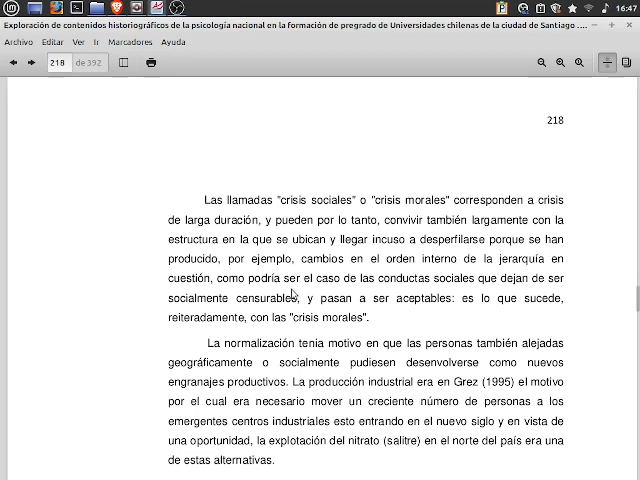 16:47
Exploración de contenidos historiográficos de la psicología nacional en la formación de pregrado de Universidades chilenas de la ciudad de Santiago ....
Archivo Editar Ver Ir Marcadores Ayuda
218 de 392
218
Las llamadas "crisis sociales" o "crisis morales" corresponden a crisis
de larga duración, y pueden por lo tanto, convivir también largamente con la
estructura en la que se ubican y llegar incuso a desperfilarse porque se han
producido, por ejemplo, cambios en el orden interno de la jerarquía en
cuestión, como podría ser el caso de las conductas sociales que dejan de ser
socialmente censurables, y pasan a ser aceptables: es lo que sucede,
reiteradamente, con las "crisis morales".
La normalización tenia motivo en que las personas también alejadas
geográficamente o socialmente pudiesen desenvolverse como nuevos
engranajes productivos. La producción industrial era en Grez (1995) el motivo
por el cual era necesario mover un creciente número de personas a los
emergentes centros industriales esto entrando en el nuevo siglo y en vista de
una oportunidad, la explotación del nitrato (salitre) en el norte del país era una
de estas alternativas.